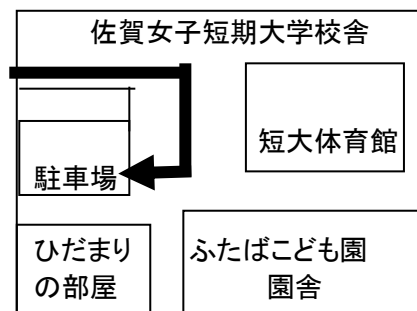 佐賀女子短期大学校舎
短大体育館
駐車場
ひだまり
の部屋
ふたばこども園
園舎